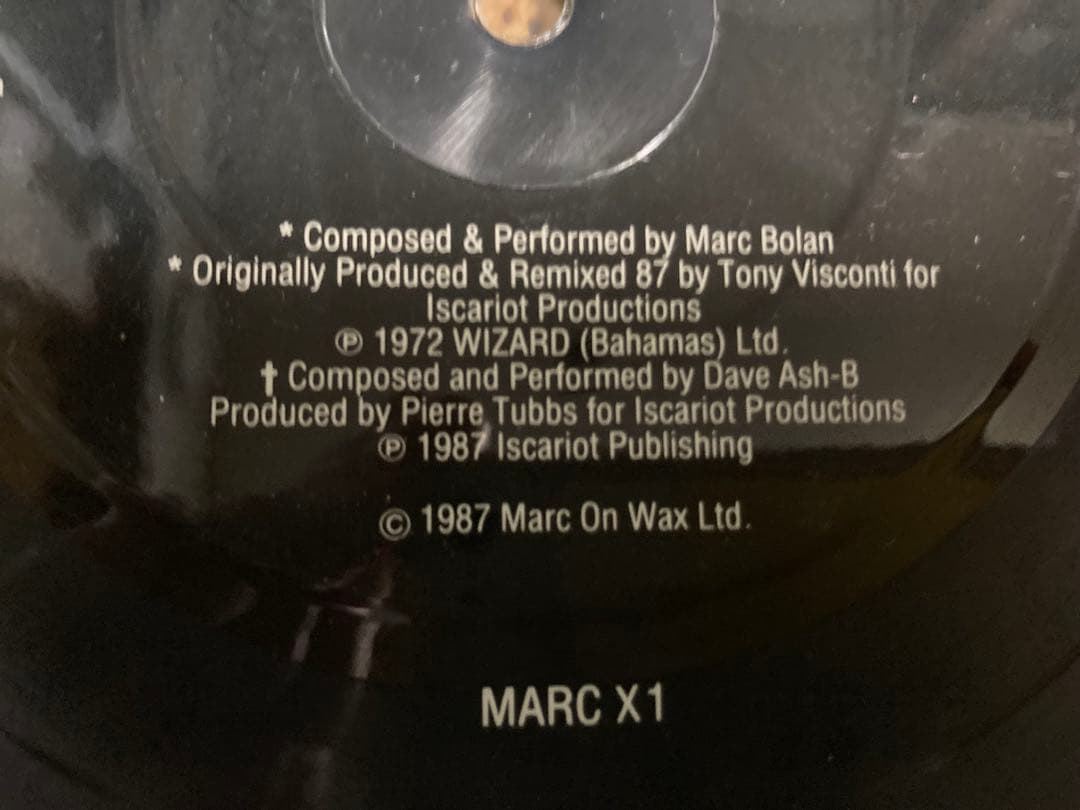 * Composed & Performed by Marc Bolan
* Originally Produced & Remixed 87 by Tony Visconti for
Iscariot Productions
℗ 1972 WIZARD (Bahamas) Ltd.
† Composed and Performed by Dave Ash-B
Produced by Pierre Tubbs for Iscariot Productions
℗ 1987 Iscariot Publishing
© 1987 Marc On Wax Ltd.
MARC X1